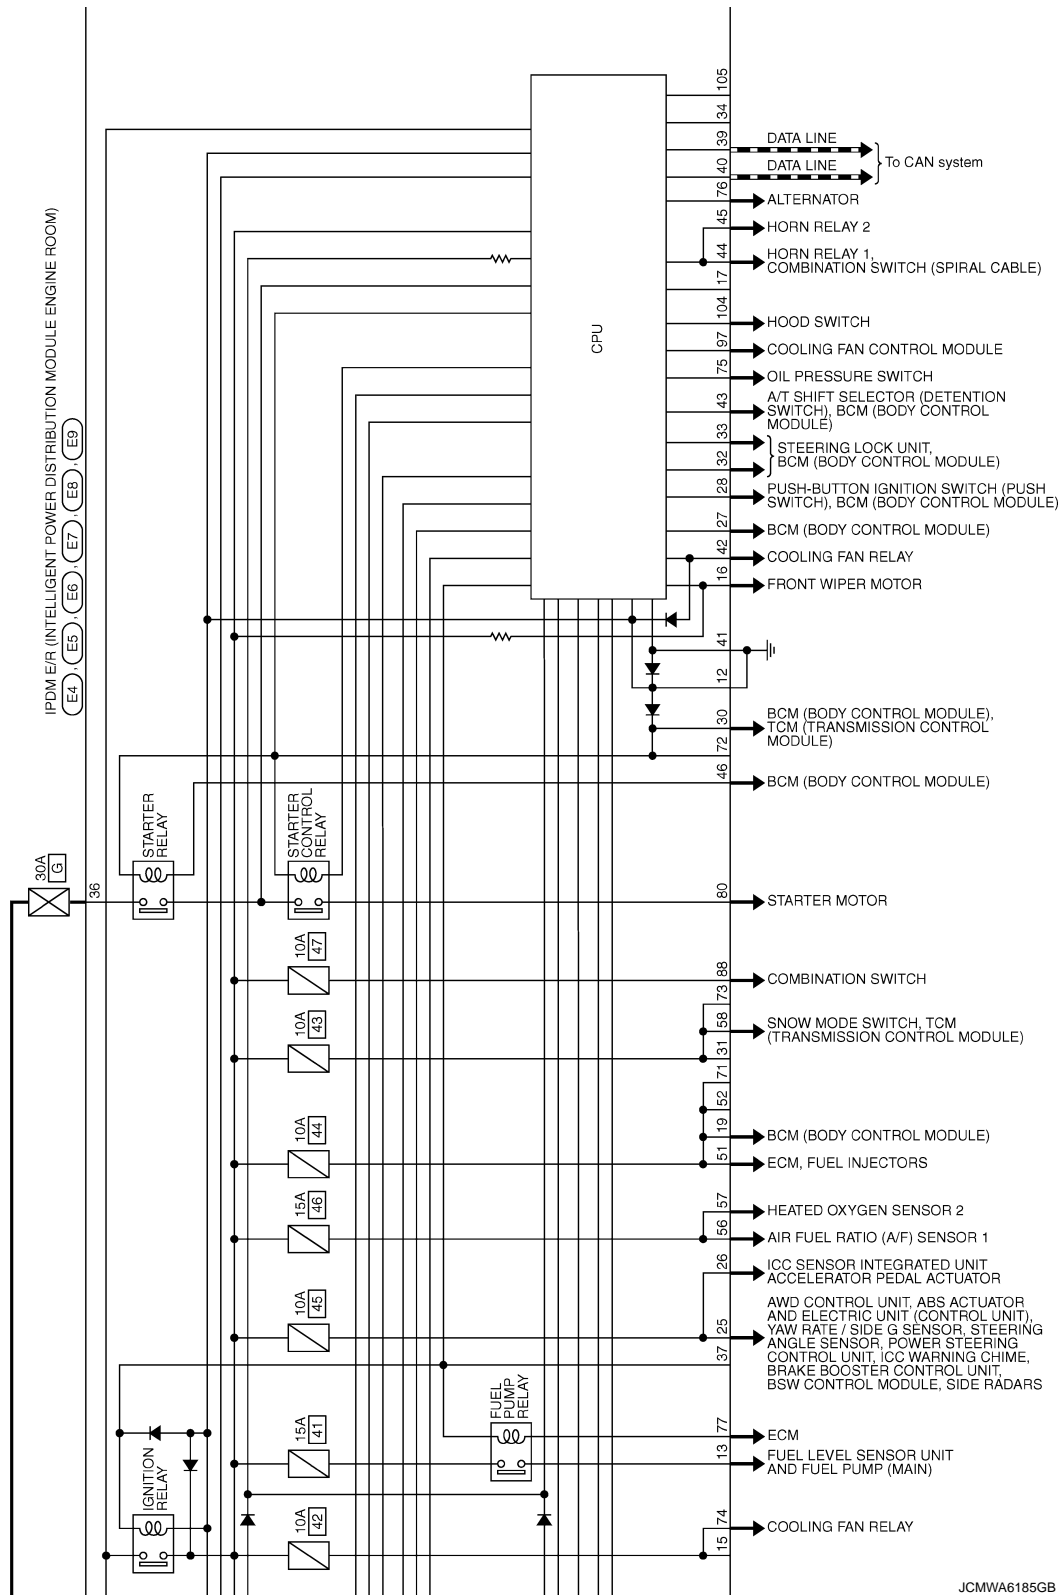 IPDM E/R (INTELLIGENT POWER DISTRIBUTION MODULE ENGINE ROOM)
E4 , E5 , E6 , E7 , E8 , E9
CPU
105
34
39
DATA LINE
40
DATA LINE
To CAN system
76
ALTERNATOR
45
HORN RELAY 2
44
HORN RELAY 1,
COMBINATION SWITCH (SPIRAL CABLE)
17
104
HOOD SWITCH
97
COOLING FAN CONTROL MODULE
75
OIL PRESSURE SWITCH
43
A/T SHIFT SELECTOR (DETENTION
SWITCH), BCM (BODY CONTROL
MODULE)
33
32
STEERING LOCK UNIT,
BCM (BODY CONTROL MODULE)
28
PUSH-BUTTON IGNITION SWITCH (PUSH
SWITCH), BCM (BODY CONTROL MODULE)
27
BCM (BODY CONTROL MODULE)
42
COOLING FAN RELAY
16
FRONT WIPER MOTOR
41
12
30
BCM (BODY CONTROL MODULE),
TCM (TRANSMISSION CONTROL
MODULE)
72
46
BCM (BODY CONTROL MODULE)
STARTER
RELAY
STARTER
CONTROL
RELAY
30A
G
36
80
STARTER MOTOR
10A
47
88
COMBINATION SWITCH
73
10A
43
58
SNOW MODE SWITCH, TCM
(TRANSMISSION CONTROL MODULE)
31
71
52
10A
44
19
BCM (BODY CONTROL MODULE)
51
ECM, FUEL INJECTORS
15A
46
57
HEATED OXYGEN SENSOR 2
56
AIR FUEL RATIO (A/F) SENSOR 1
26
ICC SENSOR INTEGRATED UNIT
ACCELERATOR PEDAL ACTUATOR
10A
45
25
AWD CONTROL UNIT, ABS ACTUATOR
AND ELECTRIC UNIT (CONTROL UNIT),
YAW RATE / SIDE G SENSOR, STEERING
ANGLE SENSOR, POWER STEERING
CONTROL UNIT, ICC WARNING CHIME,
BRAKE BOOSTER CONTROL UNIT,
BSW CONTROL MODULE, SIDE RADARS
37
FUEL
PUMP
RELAY
77
ECM
15A
41
13
FUEL LEVEL SENSOR UNIT
AND FUEL PUMP (MAIN)
IGNITION
RELAY
10A
42
74
COOLING FAN RELAY
15
JCMWA6185GB